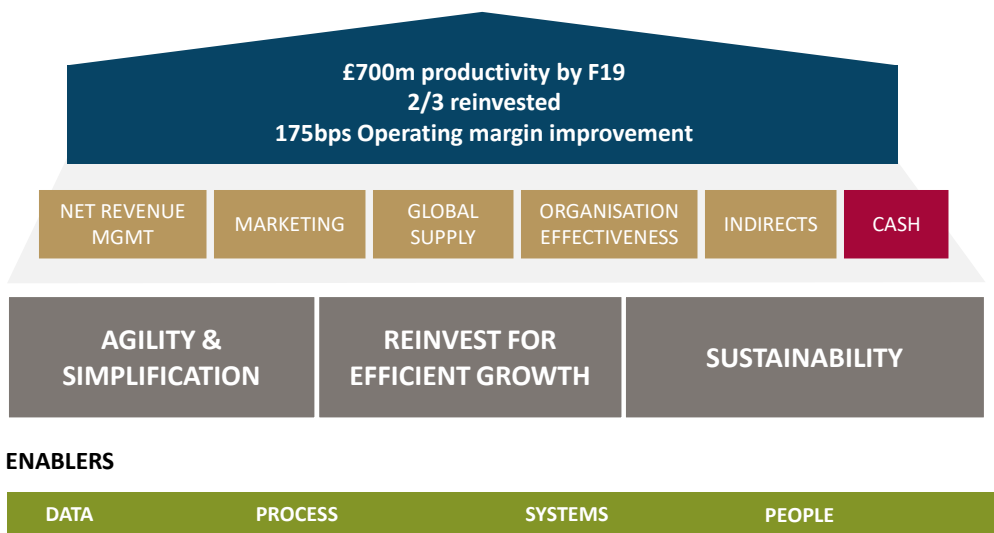 £700m productivity by F19
2/3 reinvested
175bps Operating margin improvement
NET REVENUE
MGMT
MARKETING
GLOBAL
SUPPLY
ORGANISATION
EFFECTIVENESS
INDIRECTS
CASH
AGILITY &
SIMPLIFICATION
REINVEST FOR
EFFICIENT GROWTH
SUSTAINABILITY
ENABLERS
DATA
PROCESS
SYSTEMS
PEOPLE